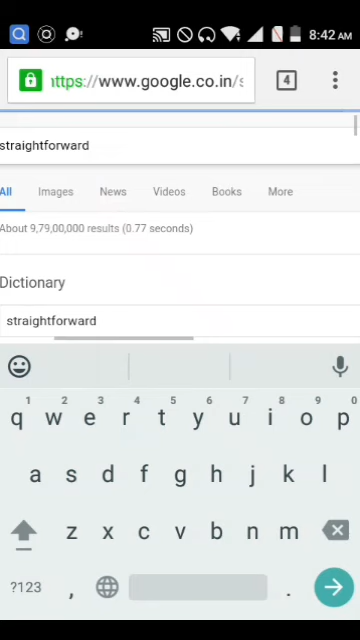 8:42 AM
https://www.google.co.in/s
4
straightforward
All Images News Videos Books More
About 9,79,00,000 results (0.77 seconds)
Dictionary
straightforward
1 2 3 4 5 6 7 8 9 0
q w e r t y u i o p
a s d f g h j k l
z x c v b n m
?123 , .